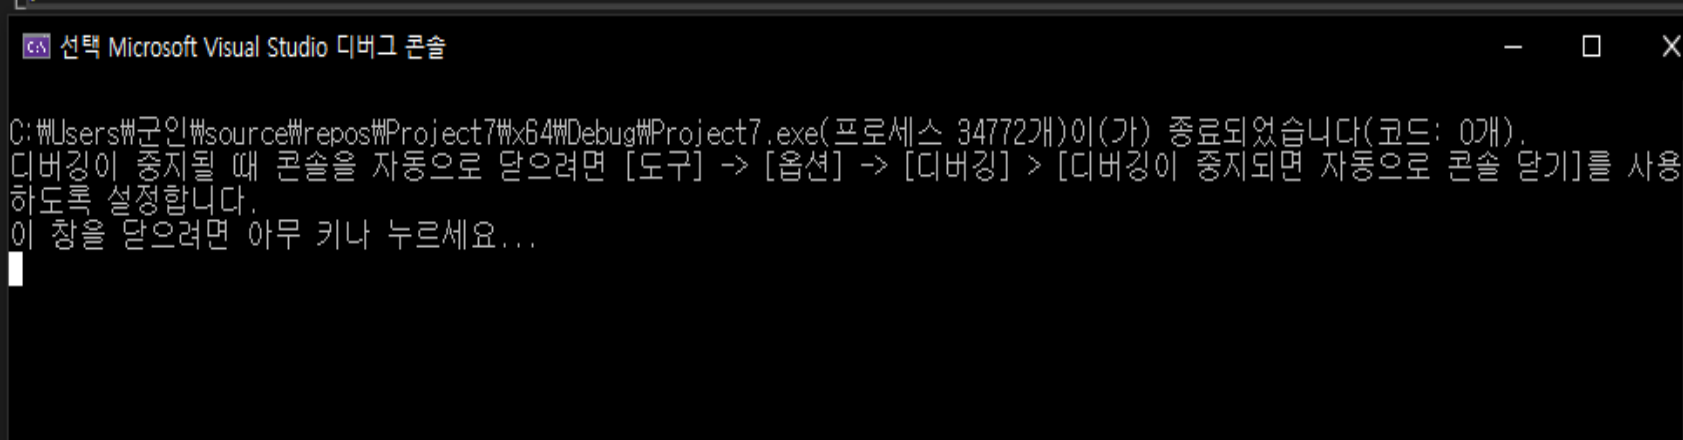 선택 Microsoft Visual Studio 디버그 콘솔
C:₩Users₩군인₩source₩repos₩Project7₩x64₩Debug₩Project7.exe(프로세스 34772개)이(가) 종료되었습니다(코드: 0개).
디버깅이 중지될 때 콘솔을 자동으로 닫으려면 [도구] -> [옵션] -> [디버깅] > [디버깅이 중지되면 자동으로 콘솔 닫기]를 사용
하도록 설정합니다.
이 창을 닫으려면 아무 키나 누르세요...